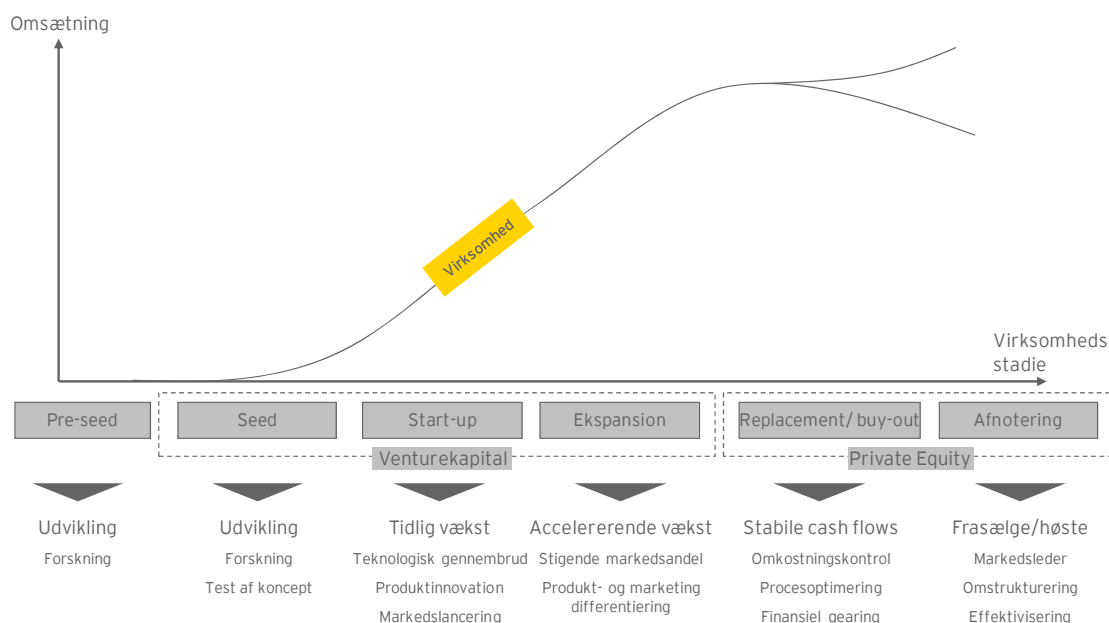 Omsætning
Virksomhed
Virksomheds
stadie
Pre-seed
Seed
Start-up
Ekspansion
Replacement/ buy-out
Afnotering
Venturekapital
Private Equity
Udvikling
Forskning
Udvikling
Forskning
Test af koncept
Tidlig vækst
Teknologisk gennembrud
Produktinnovation
Markedslancering
Accelererende vækst
Stigende markedsandel
Produkt- og marketing
differentiering
Stabile cash flows
Omkostningskontrol
Procesoptimering
Finansiel gearing
Frasælge/høste
Markedsleder
Omstrukturering
Effektivisering